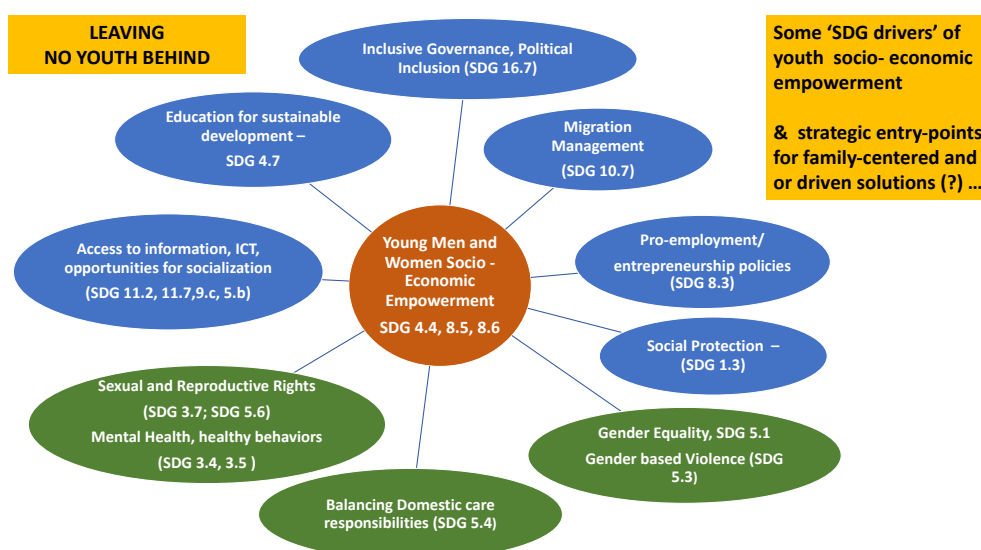 LEAVING
NO YOUTH BEHIND
Inclusive Governance, Political
Inclusion (SDG 16.7)
Some ‘SDG drivers’ of
youth socio- economic
empowerment
& strategic entry-points
for family-centered and
or driven solutions (?) ...
Education for sustainable
development –
SDG 4.7
Migration
Management
(SDG 10.7)
Access to information, ICT,
opportunities for socialization
(SDG 11.2, 11.7,9.c, 5.b)
Young Men and
Women Socio -
Economic
Empowerment
SDG 4.4, 8.5, 8.6
Pro-employment/
entrepreneurship policies
(SDG 8.3)
Social Protection –
(SDG 1.3)
Sexual and Reproductive Rights
(SDG 3.7; SDG 5.6)
Mental Health, healthy behaviors
(SDG 3.4, 3.5 )
Gender Equality, SDG 5.1
Gender based Violence (SDG
5.3)
Balancing Domestic care
responsibilities (SDG 5.4)